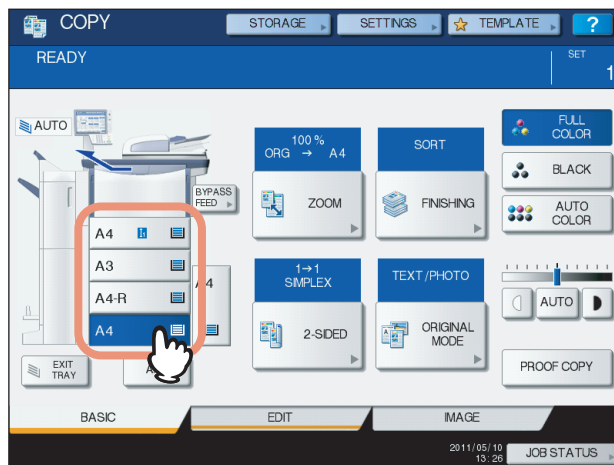 COPY
STORAGE
SETTINGS
TEMPLATE
?
READY
SET
1
AUTO
BYPASS
FEED
A4
A3
A4-R
A4
A4
EXIT
TRAY
100 %
ORG → A4
ZOOM
SORT
FINISHING
1→1
SIMPLEX
2-SIDED
TEXT/PHOTO
ORIGINAL
MODE
FULL
COLOR
BLACK
AUTO
COLOR
AUTO
PROOF COPY
BASIC
EDIT
IMAGE
2011/05/10
13:26
JOB STATUS